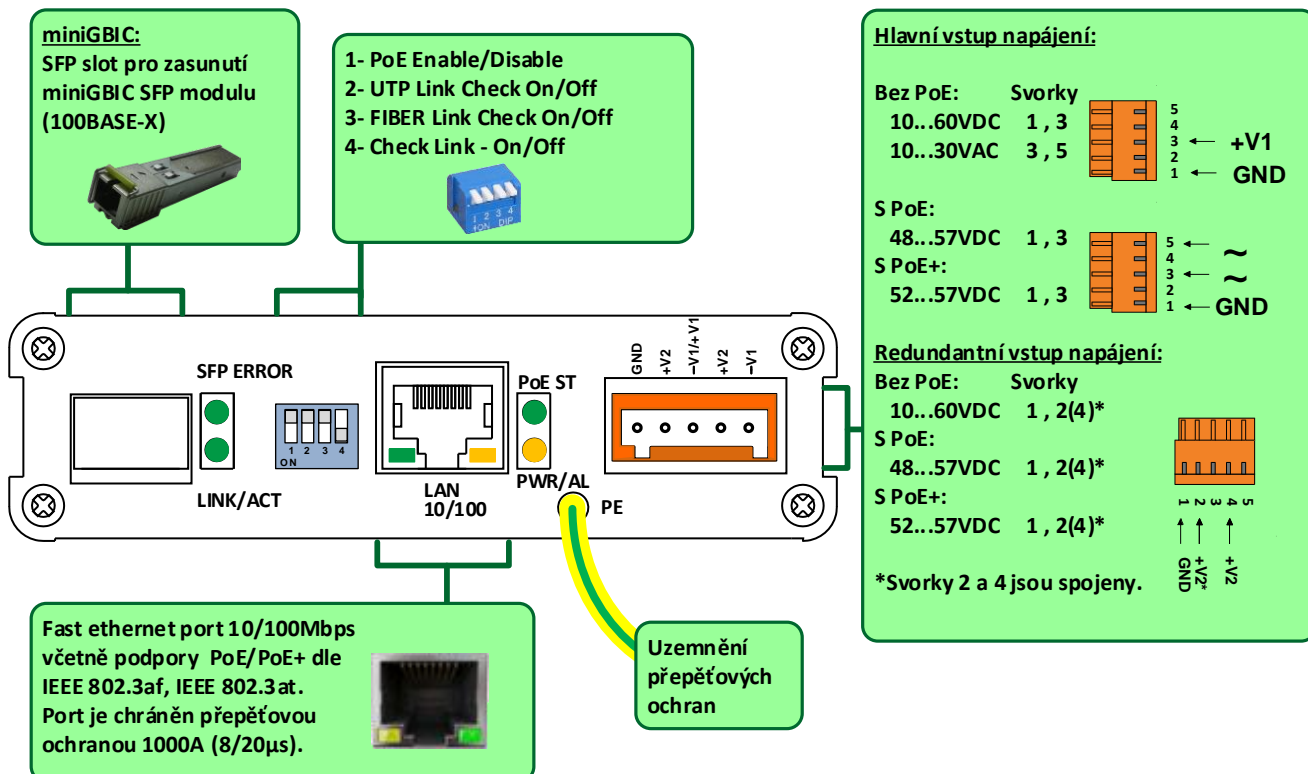 miniGBIC:
SFP slot pro zasunutí
miniGBIC SFP modulu
(100BASE-X)
1- PoE Enable/Disable
2- UTP Link Check On/Off
3- FIBER Link Check On/Off
4- Check Link - On/Off
1 2 3 4
ON DIP
Hlavní vstup napájení:
Bez PoE: Svorky
10...60VDC 1 , 3
10...30VAC 3 , 5
5
4
3 +V1
2
1 GND
S PoE:
48...57VDC 1 , 3
S PoE+:
52...57VDC 1 , 3
5 ~
4
3 ~
2
1 GND
Redundantní vstup napájení:
Bez PoE: Svorky
10...60VDC 1 , 2(4)*
S PoE:
48...57VDC 1 , 2(4)*
S PoE+:
52...57VDC 1 , 2(4)*
1 2 3 4 5
GND +V2* +V2
*Svorky 2 a 4 jsou spojeny.
SFP ERROR
LINK/ACT
1 2 3 4
ON
LAN
10/100
PoE ST
PWR/AL
PE
GND +V2 –V1/+V1 +V2 –V1
Fast ethernet port 10/100Mbps
včetně podpory PoE/PoE+ dle
IEEE 802.3af, IEEE 802.3at.
Port je chráněn přepěťovou
ochranou 1000A (8/20µs).
Uzemnění
přepěťových
ochran